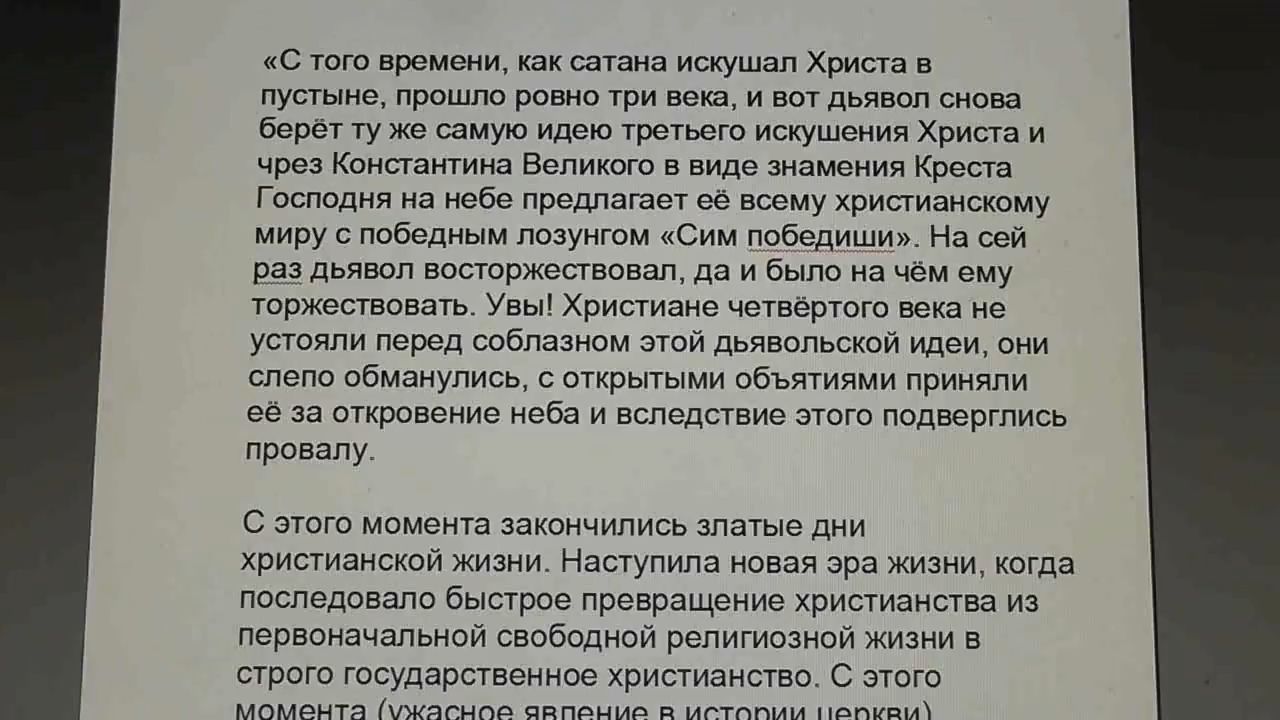 «С того времени, как сатана искушал Христа в
пустыне, прошло ровно три века, и вот дьявол снова
берёт ту же самую идею третьего искушения Христа и
чрез Константина Великого в виде знамения Креста
Господня на небе предлагает её всему христианскому
миру с победным лозунгом «Сим победиши». На сей
раз дьявол восторжествовал, да и было на чём ему
торжествовать. Увы! Христиане четвёртого века не
устояли перед соблазном этой дьявольской идеи, они
слепо обманулись, с открытыми объятиями приняли
её за откровение неба и вследствие этого подверглись
провалу.
С этого момента закончились златые дни
христианской жизни. Наступила новая эра жизни, когда
последовало быстрое превращение христианства из
первоначальной свободной религиозной жизни в
строго государственное христианство. С этого
момента (ужасное явление в истории церкви)